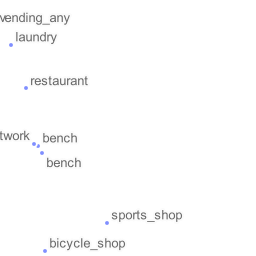 vending_any
laundry
restaurant
twork
bench
bench
sports_shop
bicycle_shop